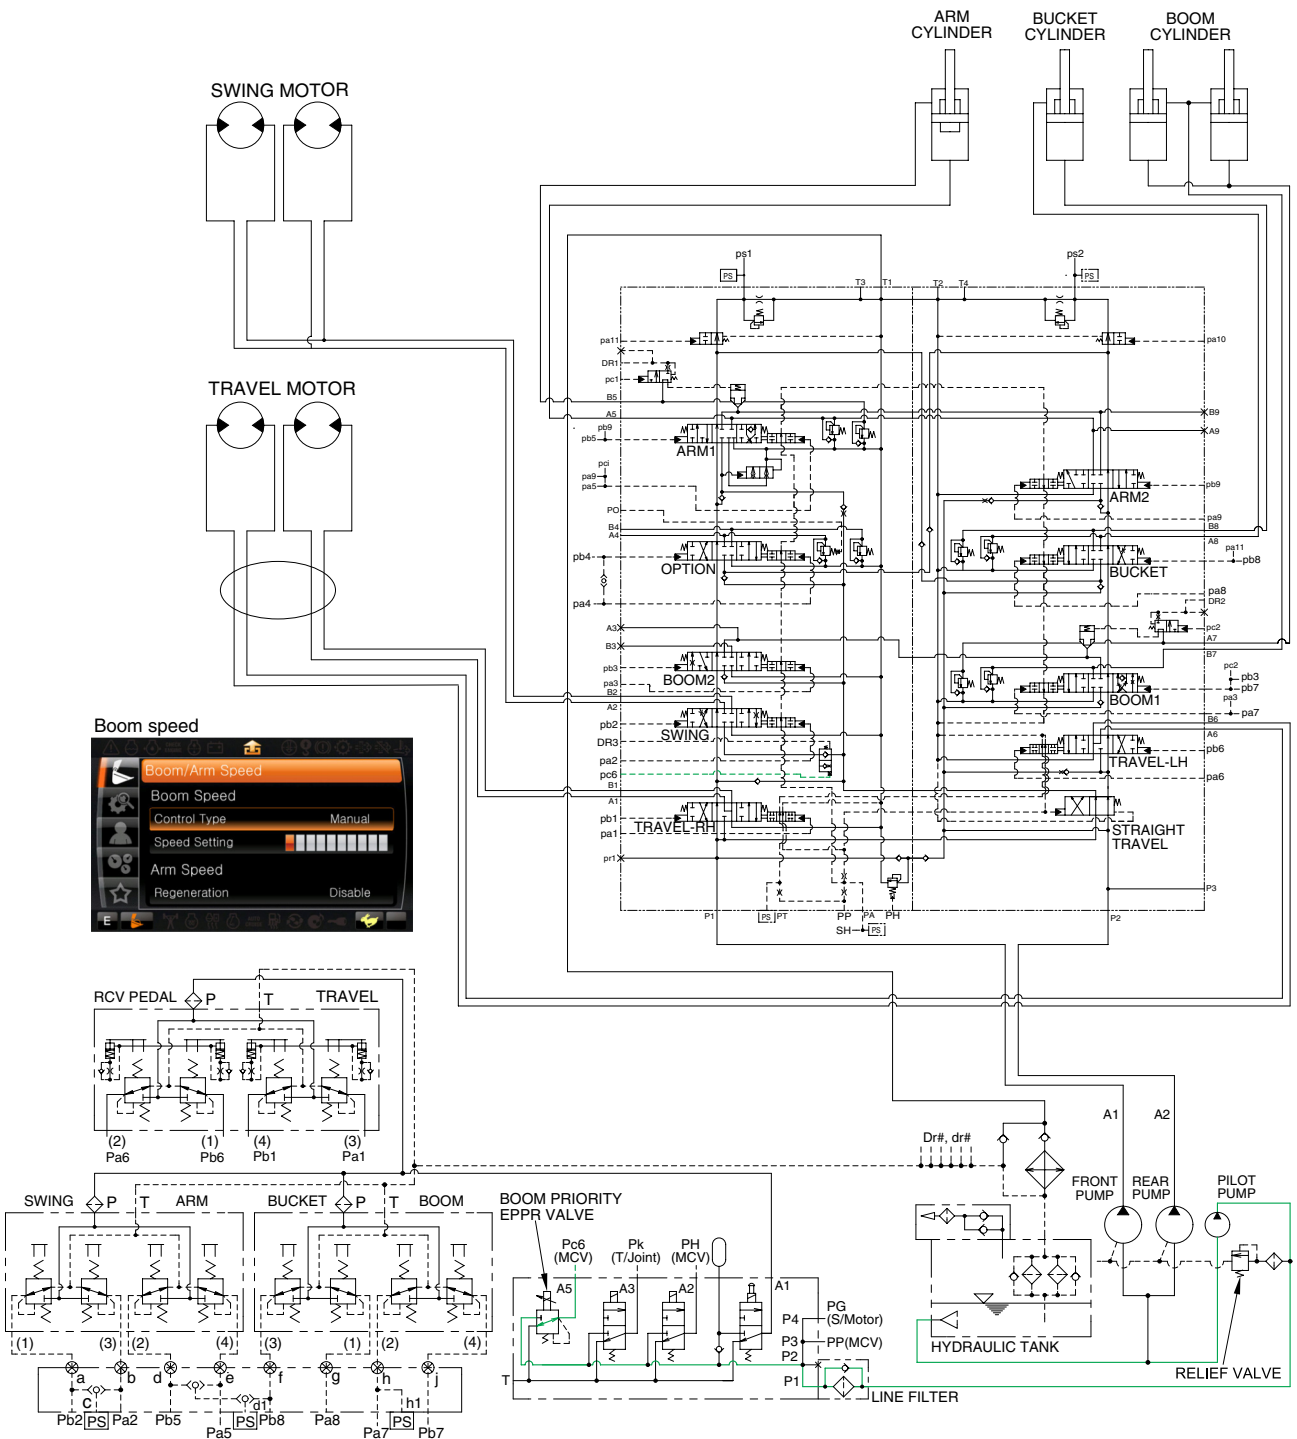 ARM
CYLINDER
BUCKET
CYLINDER
BOOM
CYLINDER
SWING MOTOR
TRAVEL MOTOR
ps1
PS
ps2
PS
T3
T1
T2
T4
pa11
DR1
pc1
B5
A5
pb9
pb5
ARM1
pci
pa9
pa5
PO
B4
A4
pb4
OPTION
pa4
A3
B3
pb3
BOOM2
pa3
B2
A2
pb2
SWING
DR3
pa2
pc6
B1
A1
pb1
TRAVEL-RH
pa1
pr1
pa10
B9
A9
pb9
ARM2
pa9
B8
A8
pa11
pb8
BUCKET
pa8
DR2
pc2
A7
B7
pc2
pb3
pb7
BOOM1
pa3
pa7
B6
A6
pb6
TRAVEL-LH
pa6
STRAIGHT
TRAVEL
P3
P1
PS
PT
PP
PA
PH
P2
SH
PS
Boom speed
Boom/Arm Speed
Boom Speed
Control Type Manual
Speed Setting
Arm Speed
Regeneration Disable
E
RCV PEDAL
P
T
TRAVEL
(2)
Pa6
(1)
Pb6
(4)
Pb1
(3)
Pa1
SWING
P
T
ARM
BUCKET
P
T
BOOM
(1)
(3)
(2)
(4)
(3)
(1)
(2)
(4)
a
b
d
e
f
g
h
j
c
d1
h1
Pb2
PS
Pa2
Pb5
Pa5
PS
Pb8
Pa8
Pa7
PS
Pb7
BOOM PRIORITY
EPPR VALVE
Pc6
(MCV)
Pk
(T/Joint)
PH
(MCV)
A5
A3
A2
A1
T
P4
P3
P2
P1
PG
(S/Motor)
PP(MCV)
LINE FILTER
Dr#, dr#
A1
A2
FRONT
PUMP
REAR
PUMP
PILOT
PUMP
HYDRAULIC TANK
RELIEF VALVE